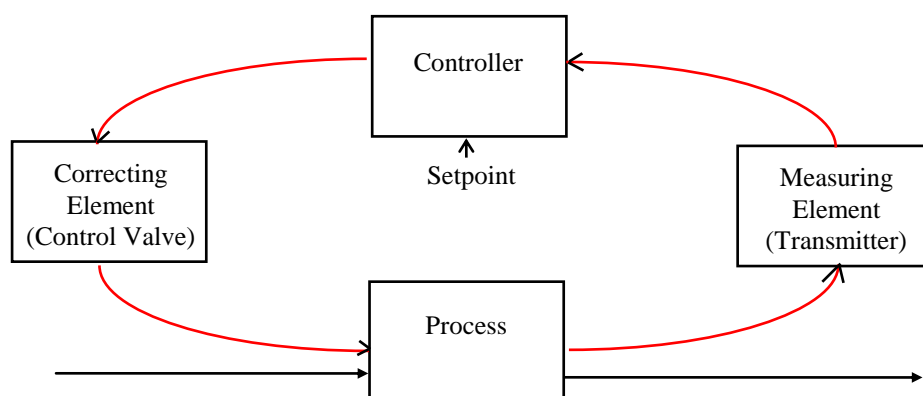 Controller
Setpoint
Correcting
Element
(Control Valve)
Measuring
Element
(Transmitter)
Process